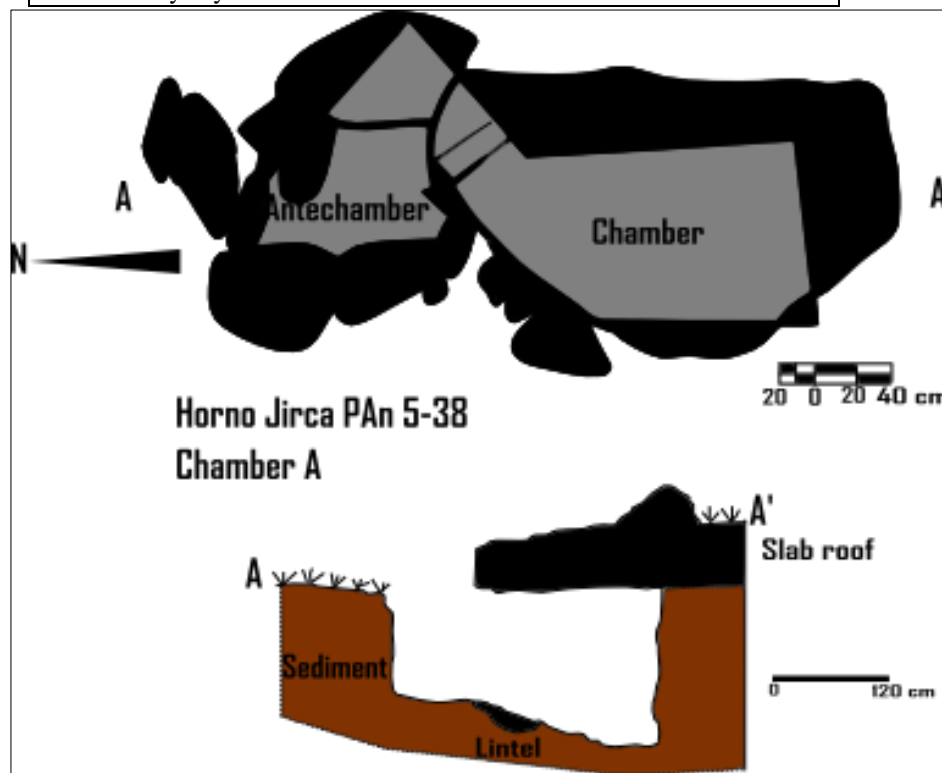 Antechamber
A
Chamber
A
N
20 0 20 40 cm
Horno Jirca PAn 5-38
Chamber A
A'
Slab roof
A
Sediment
0 120 cm
Lintel